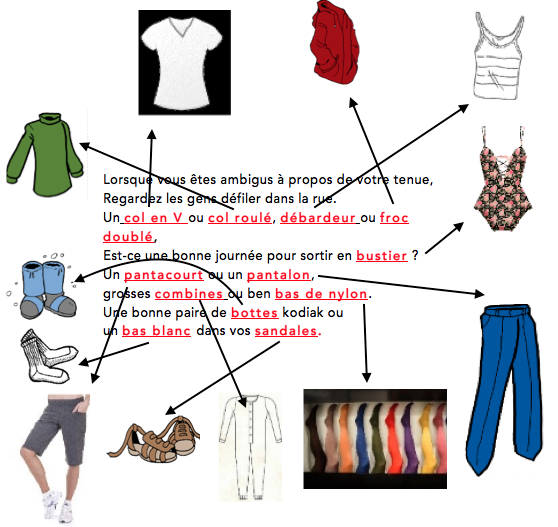 Lorsque vous êtes ambigus à propos de votre tenue,
Regardez les gens défiler dans la rue.
Un col en V ou col roulé, débardeur ou froc
doublé,
Est-ce une bonne journée pour sortir en bustier ?
Un pantacourt ou un pantalon,
grosses combines ou ben bas de nylon.
Une bonne paire de bottes kodiak ou
un bas blanc dans vos sandales.